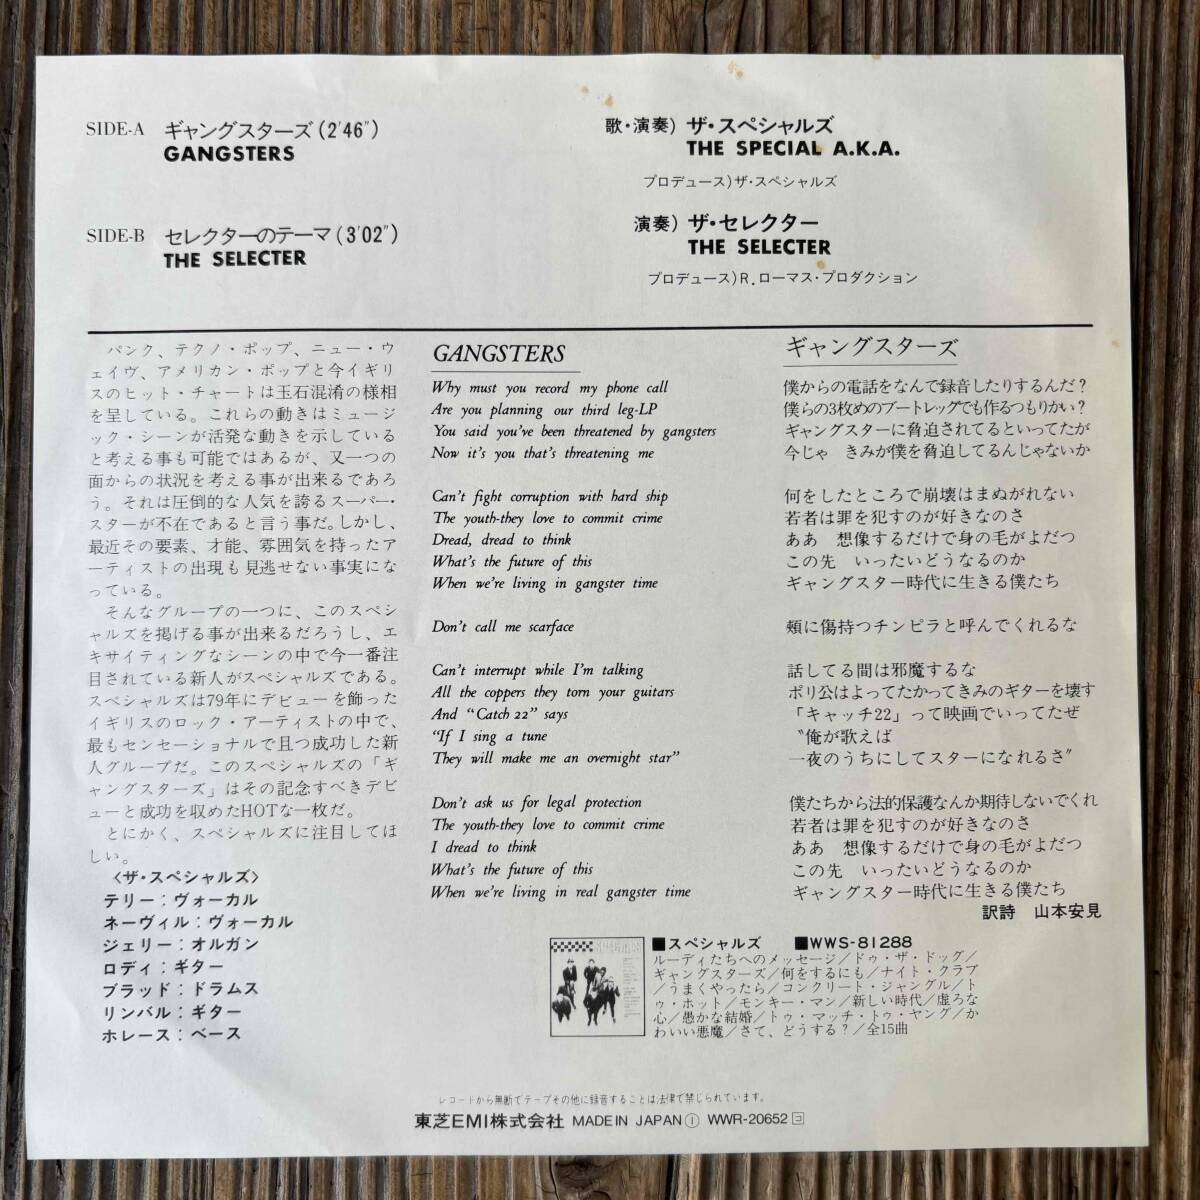 SIDE-A ギャングスターズ(2'46")
GANGSTERS
歌・演奏)ザ・スペシャルズ
THE SPECIAL A.K.A.
プロデュース)ザ・スペシャルズ
SIDE-B セレクターのテーマ(3'02")
THE SELECTER
演奏)ザ・セレクター
THE SELECTER
プロデュース)R.ローマス・プロダクション
パンク、テクノ・ポップ、ニュー・ウ
ェイヴ、アメリカン・ポップと今イギリ
スのヒット・チャートは玉石混淆の様相
を呈している。これらの動きはミュージ
ック・シーンが活発な動きを示している
と考える事も可能ではあるが、又一つの
面からの状況を考える事が出来るであろ
う。それは圧倒的な人気を誇るスーパー・
スターが不在であると言う事だ。しかし、
最近その要素、才能、雰囲気を持ったア
ーティストの出現も見逃せない事実にな
っている。
そんなグループの一つに、このスペシ
ャルズを掲げる事が出来るだろうし、エ
キサイティングなシーンの中で今一番注
目されている新人がスペシャルズである。
スペシャルズは79年にデビューを飾った
イギリスのロック・アーティストの中で、
最もセンセーショナルで且つ成功した新
人グループだ。このスペシャルズの「ギ
ャングスターズ」はその記念すべきデビ
ューと成功を収めたHOTな一枚だ。
とにかく、スペシャルズに注目してほ
しい。
〈ザ・スペシャルズ〉
テリー:ヴォーカル
ネーヴィル:ヴォーカル
ジェリー:オルガン
ロディ:ギター
ブラッド:ドラムス
リンバル:ギター
ホレース:ベース
GANGSTERS
Why must you record my phone call
Are you planning our third leg-LP
You said you've been threatened by gangsters
Now it's you that's threatening me
Can't fight corruption with hard ship
The youth-they love to commit crime
Dread, dread to think
What's the future of this
When we're living in gangster time
Don't call me scarface
Can't interrupt while I'm talking
All the coppers they torn your guitars
And "Catch 22" says
"If I sing a tune
They will make me an overnight star"
Don't ask us for legal protection
The youth-they love to commit crime
I dread to think
What's the future of this
When we're living in real gangster time
ギャングスターズ
僕からの電話をなんで録音したりするんだ?
僕らの3枚めのブートレッグでも作るつもりかい?
ギャングスターに脅迫されてるといってたが
今じゃ きみが僕を脅迫してるんじゃないか
何をしたところで崩壊はまぬがれない
若者は罪を犯すのが好きなのさ
ああ 想像するだけで身の毛がよだつ
この先 いったいどうなるのか
ギャングスター時代に生きる僕たち
頬に傷持つチンピラと呼んでくれるな
話してる間は邪魔するな
ポリ公はよってたかってきみのギターを壊す
「キャッチ22」って映画でいってたぜ
〝俺が歌えば
一夜のうちにしてスターになれるさ〟
僕たちから法的保護なんか期待しないでくれ
若者は罪を犯すのが好きなのさ
ああ 想像するだけで身の毛がよだつ
この先 いったいどうなるのか
ギャングスター時代に生きる僕たち
訳詩 山本安見
■スペシャルズ ■WWS-81288
ルーディたちへのメッセージ/ドゥ・ザ・ドッグ/
ギャングスターズ/何をするにも/ナイト・クラブ
/うまくやったら/コンクリート・ジャングル/ト
ゥ・ホット/モンキー・マン/新しい時代/虚ろな
心/愚かな結婚/トゥ・マッチ・トゥ・ヤング/か
わいい悪魔/さて、どうする?/全15曲
レコードから無断でテープその他に録音することは法律で禁じられています。
東芝EMI株式会社 MADE IN JAPAN Ⓘ WWR-20652 コ